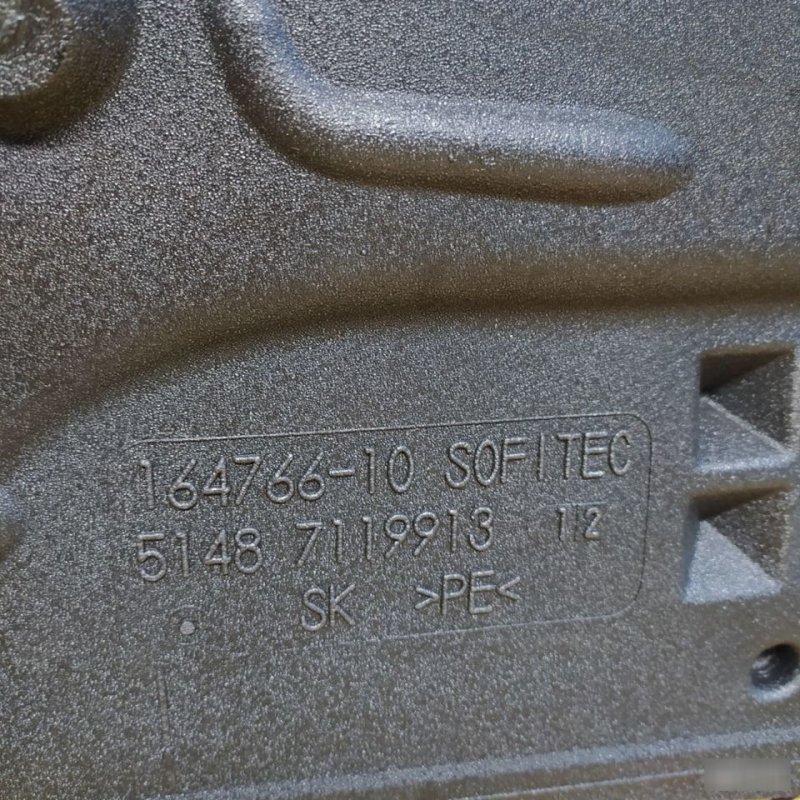 164766-10 SOFITEC
5148 7119913 1/2
SK >PE<